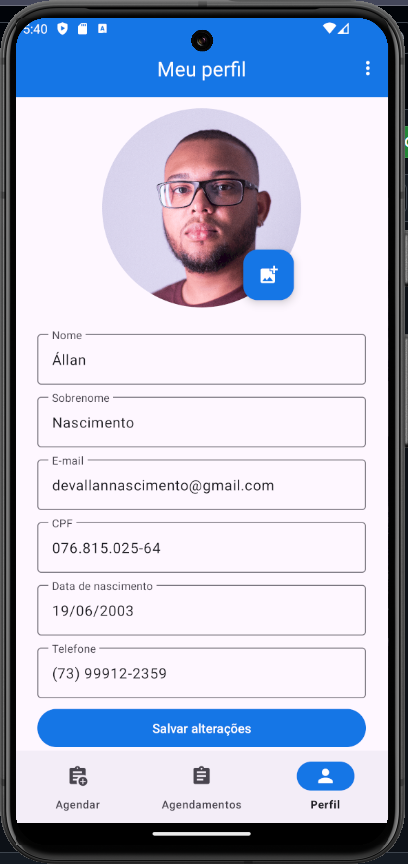 5:40
Meu perfil
Nome
Állan
Sobrenome
Nascimento
E-mail
devallannascimento@gmail.com
CPF
076.815.025-64
Data de nascimento
19/06/2003
Telefone
(73) 99912-2359
Salvar alterações
Agendar
Agendamentos
Perfil